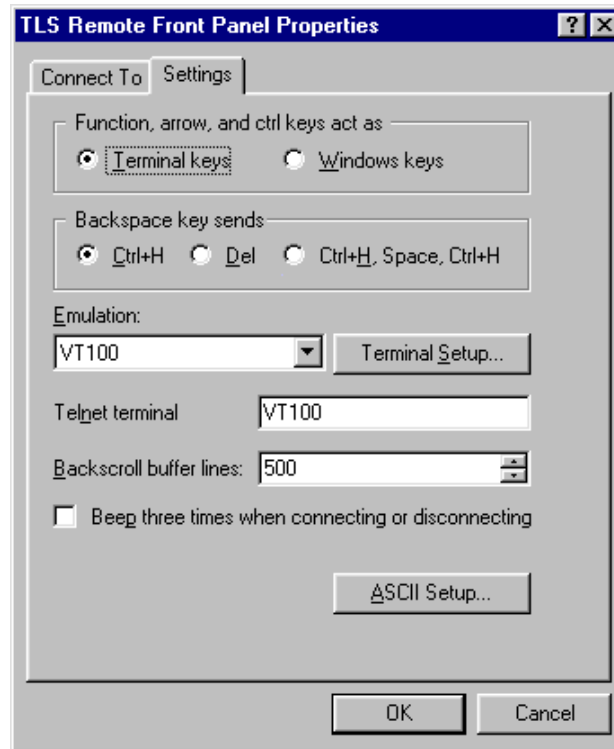 TLS Remote Front Panel Properties
Connect To Settings
Function, arrow, and ctrl keys act as
Terminal keys Windows keys
Backspace key sends
Ctrl+H Del Ctrl+H, Space, Ctrl+H
Emulation:
VT100 Terminal Setup...
Telnet terminal VT100
Backscroll buffer lines: 500
Beep three times when connecting or disconnecting
ASCII Setup...
OK Cancel